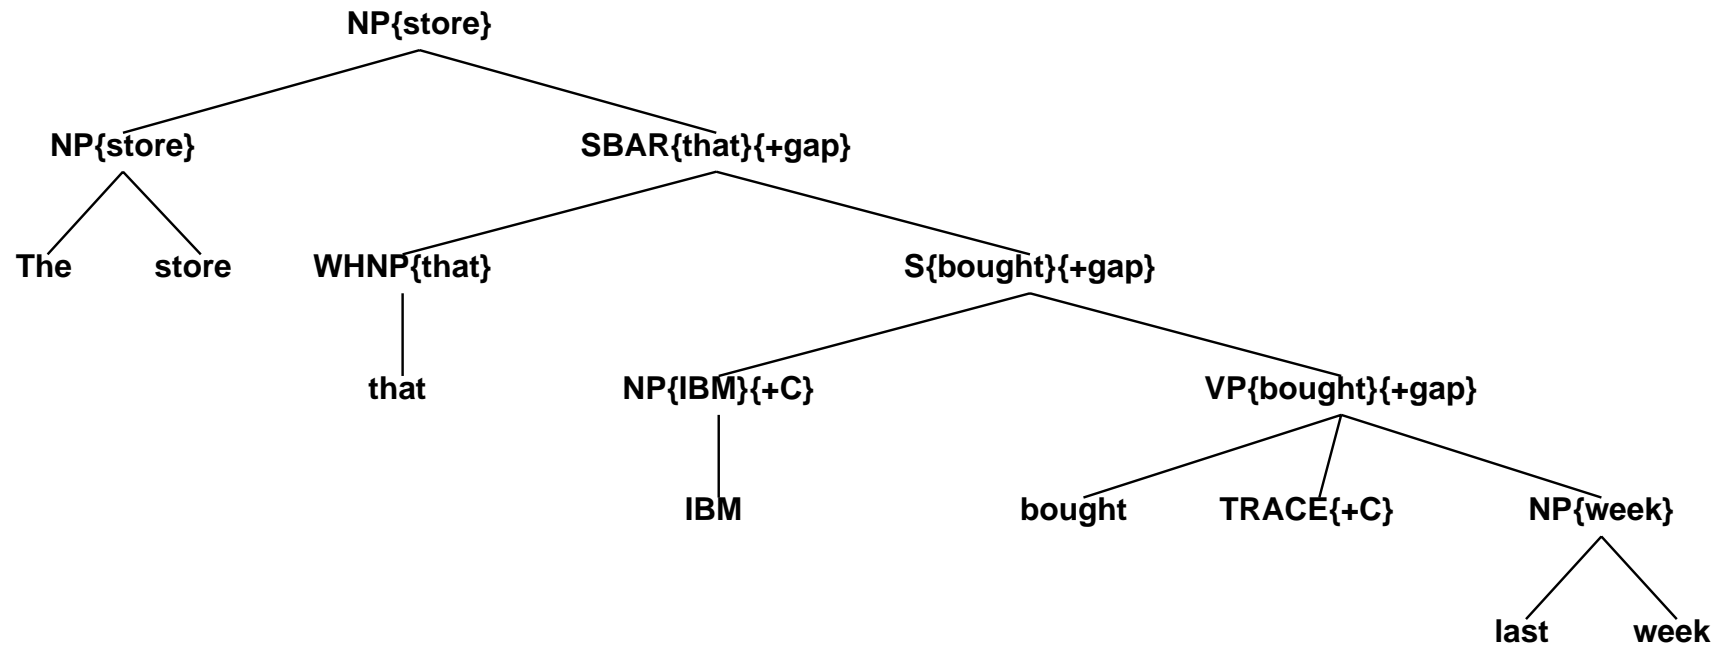 NP{store}
NP{store} SBAR{that}{+gap}
The store WHNP{that} S{bought}{+gap}
that NP{IBM}{+C} VP{bought}{+gap}
IBM bought TRACE{+C} NP{week}
last week